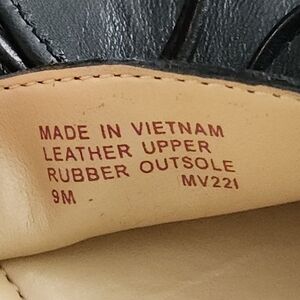 MADE IN VIETNAM
LEATHER UPPER
RUBBER OUTSOLE
9M MV221